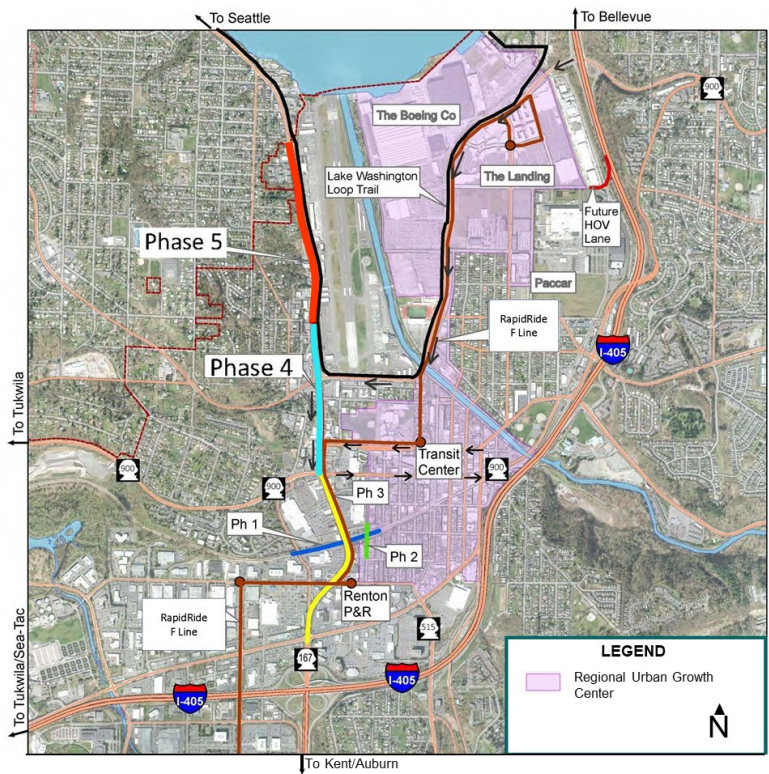 To Seattle
To Bellevue
900
The Boeing Co
Lake Washington
Loop Trail
The Landing
Future
HOV
Lane
Phase 5
Paccar
RapidRide
F Line
I-405
Phase 4
To Tukwila
Transit
Center
900
900
900
Ph 3
Ph 1
Ph 2
Renton
P&R
RapidRide
F Line
515
167
To Tukwila/Sea-Tac
I-405
I-405
LEGEND
Regional Urban Growth
Center
N
To Kent/Auburn